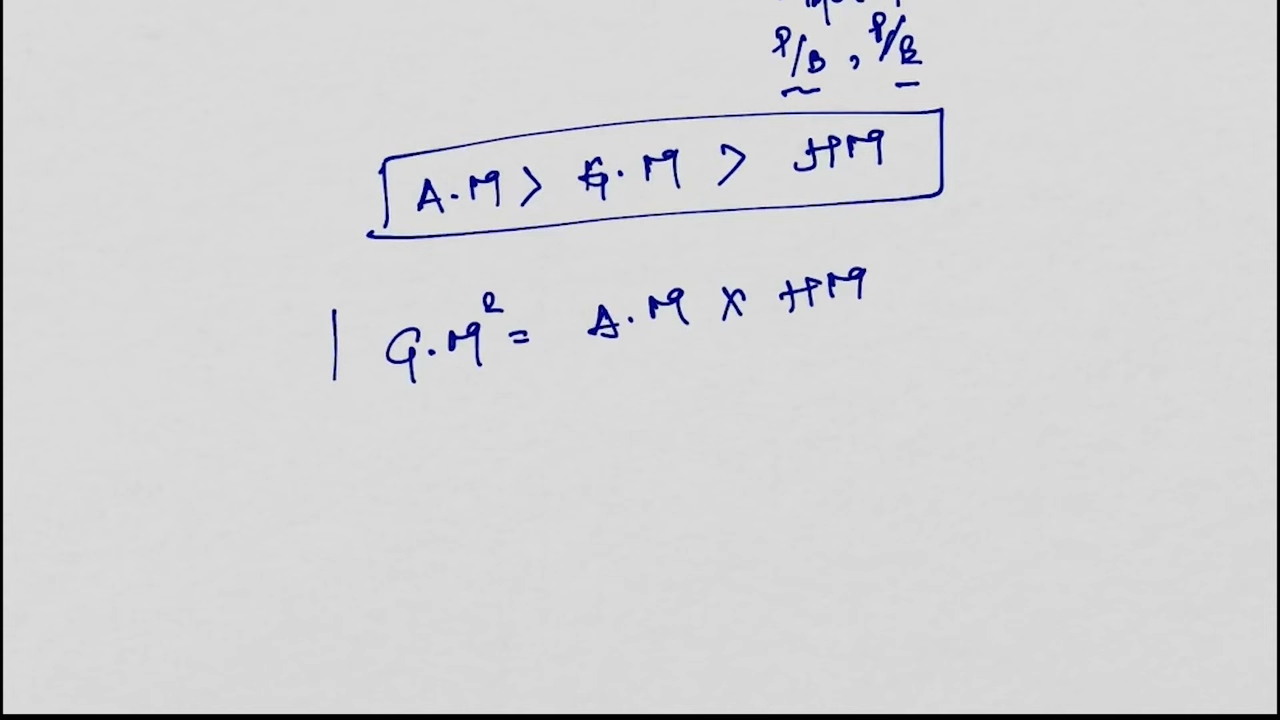 P/B, P/E
A.M > G.M > HM
G.M² = A.M X HM